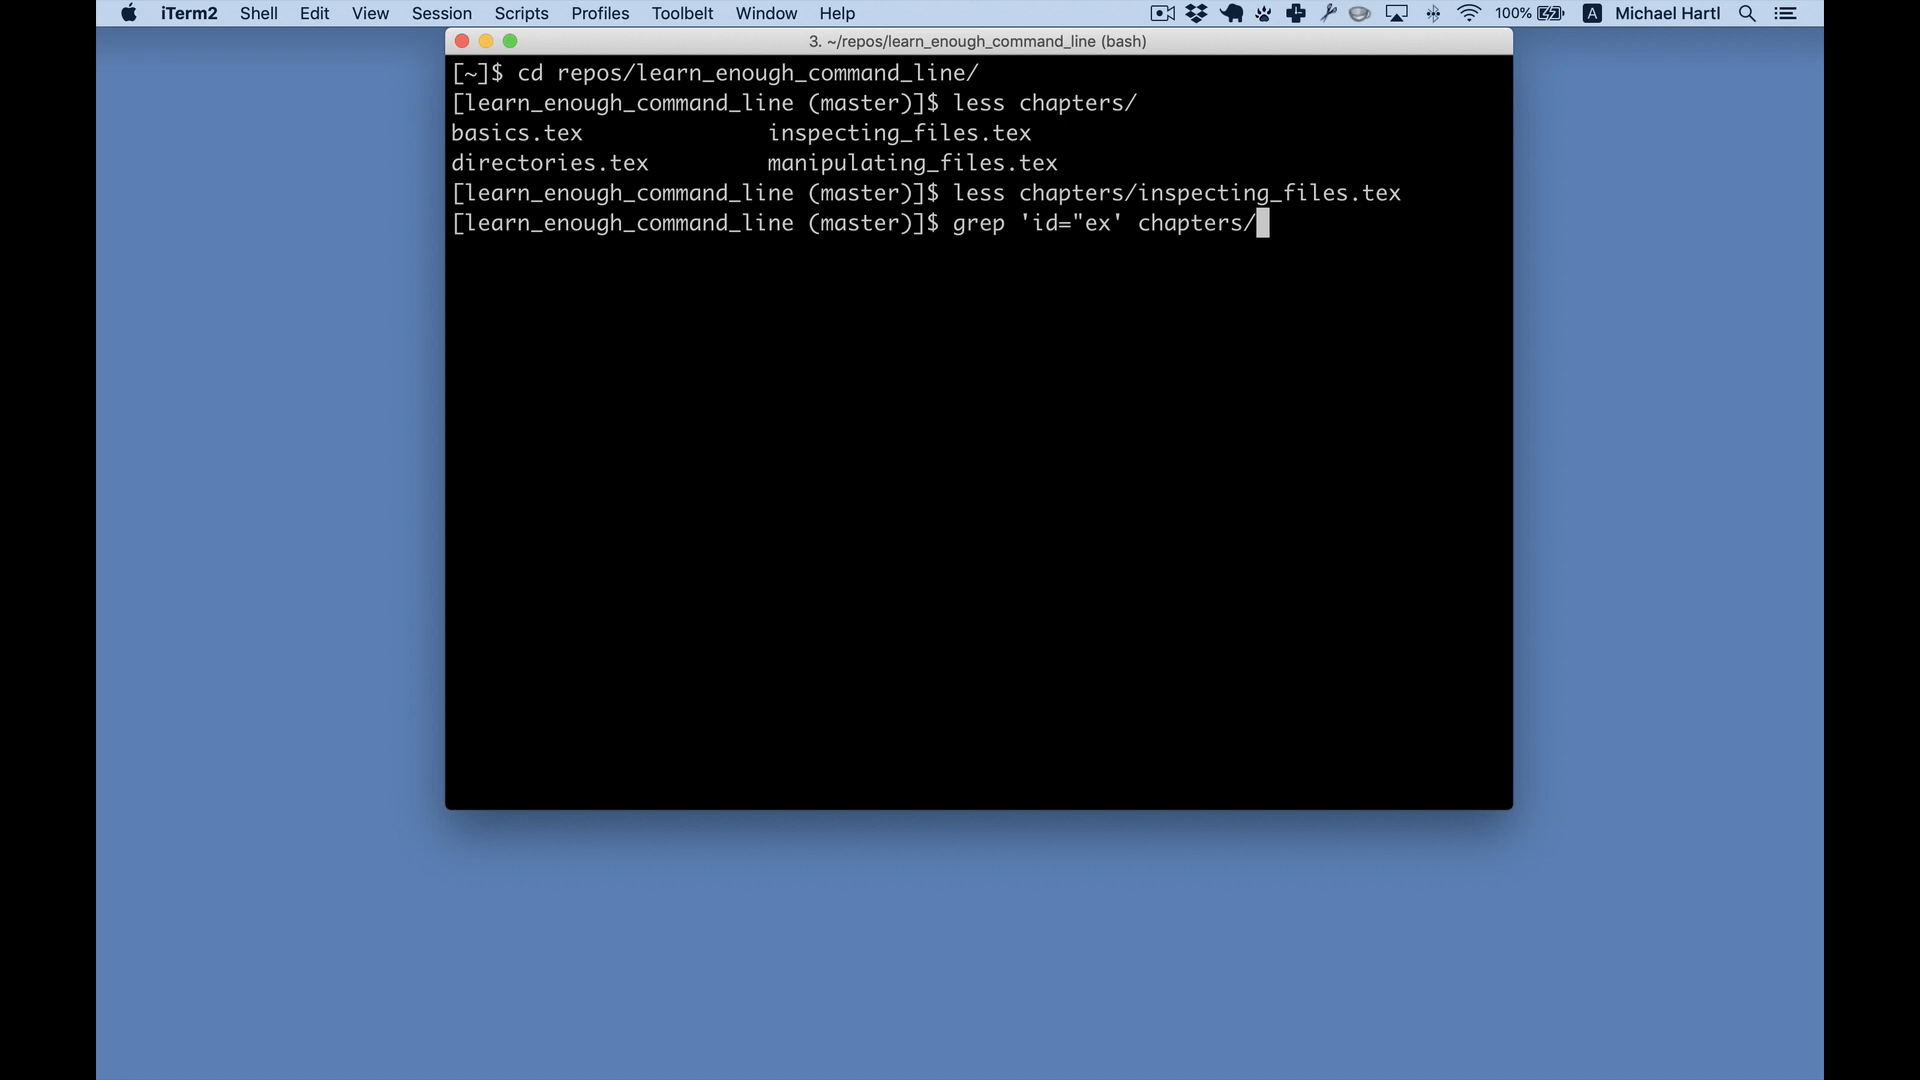 iTerm2 Shell Edit View Session Scripts Profiles Toolbelt Window Help 100% A Michael Hartl
3. ~/repos/learn_enough_command_line (bash)
[~]$ cd repos/learn_enough_command_line/
[learn_enough_command_line (master)]$ less chapters/
basics.tex inspecting_files.tex
directories.tex manipulating_files.tex
[learn_enough_command_line (master)]$ less chapters/inspecting_files.tex
[learn_enough_command_line (master)]$ grep 'id="ex' chapters/